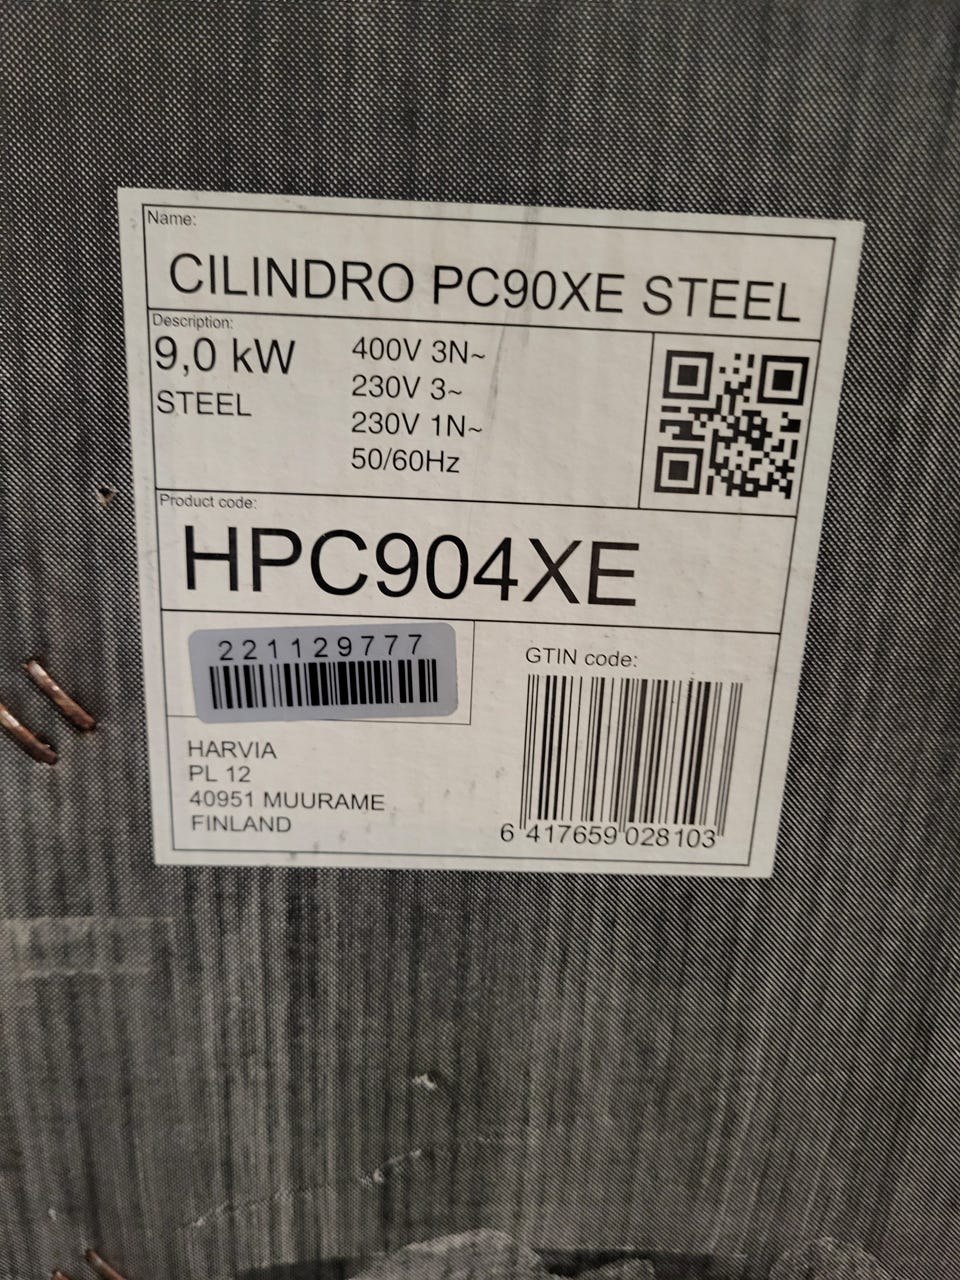 Name:
CILINDRO PC90XE STEEL
Description:
9,0 kW
STEEL
400V 3N~
230V 3~
230V 1N~
50/60Hz
Product code:
HPC904XE
221129777
GTIN code:
6 417659 028103
HARVIA
PL 12
40951 MUURAME
FINLAND